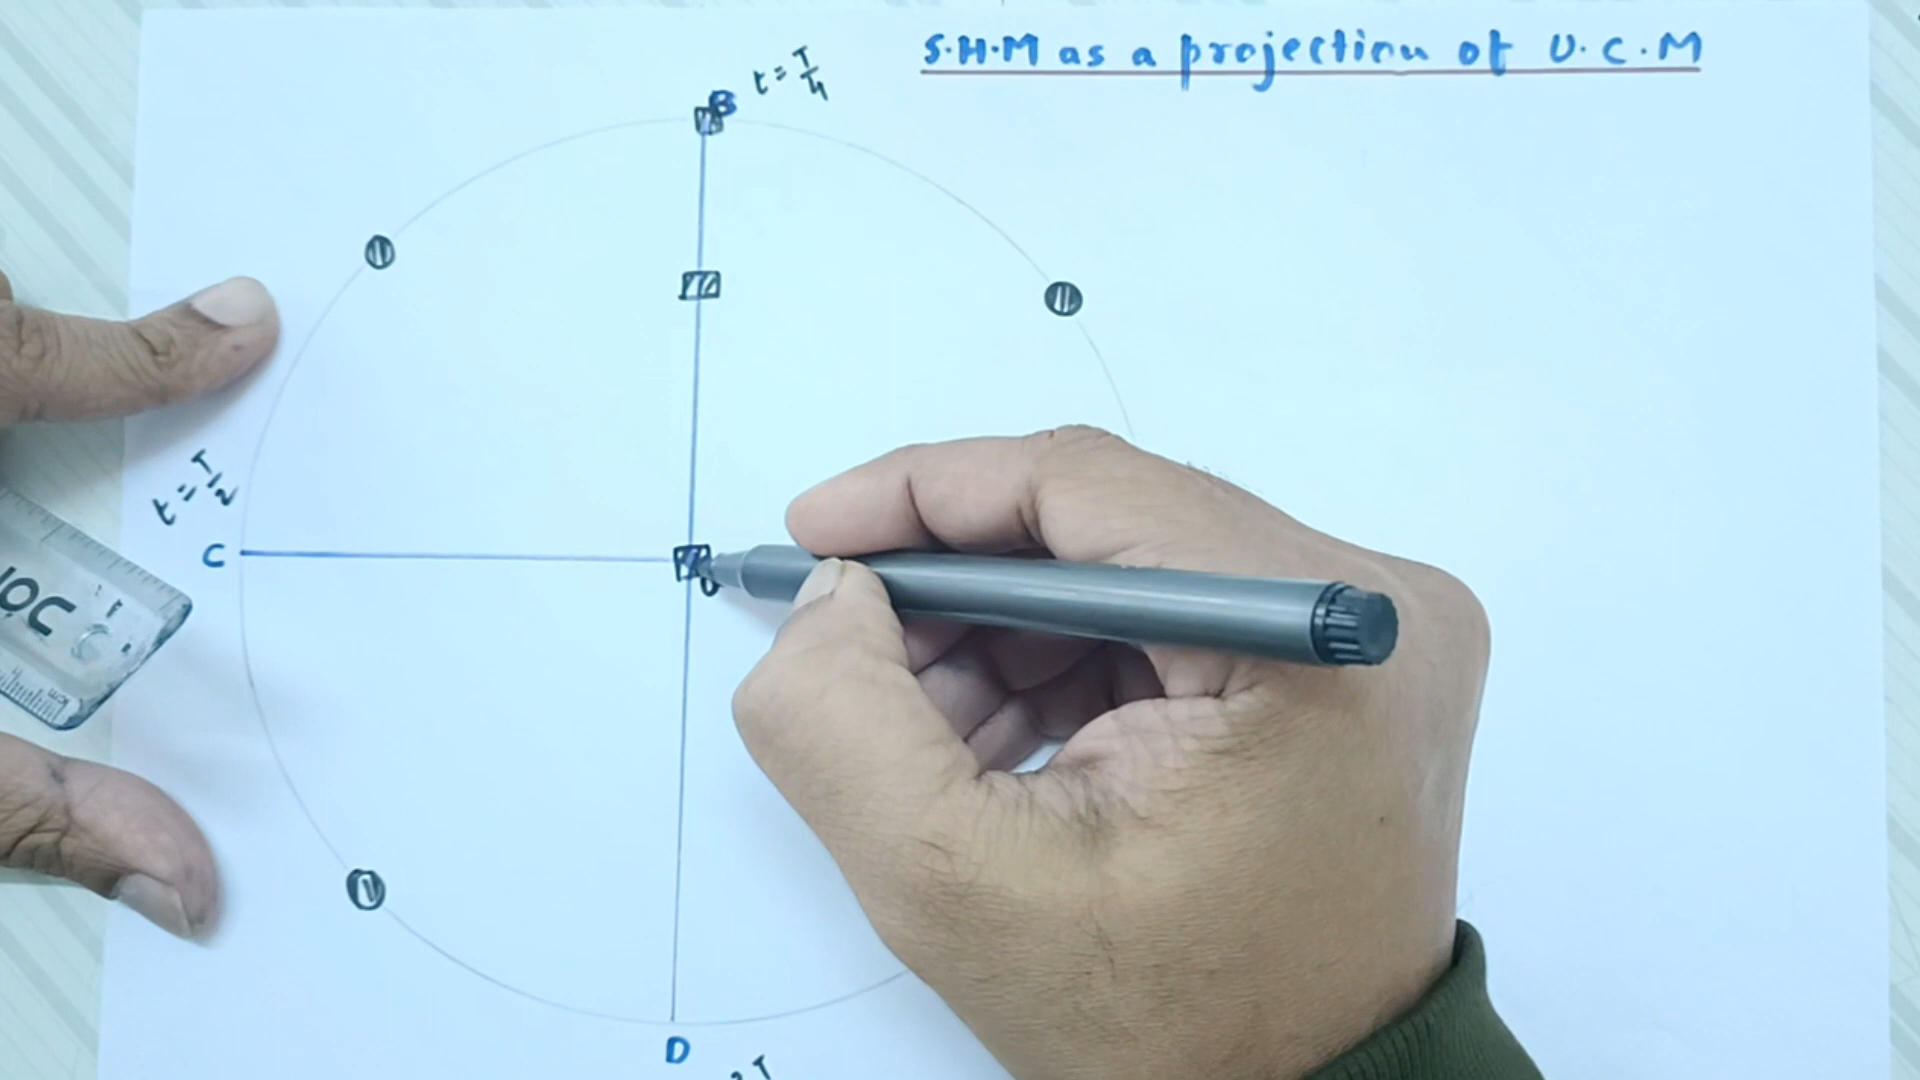 S.H.M as a projection of U.C.M
B t=T/4
t=T/2
C
O
D